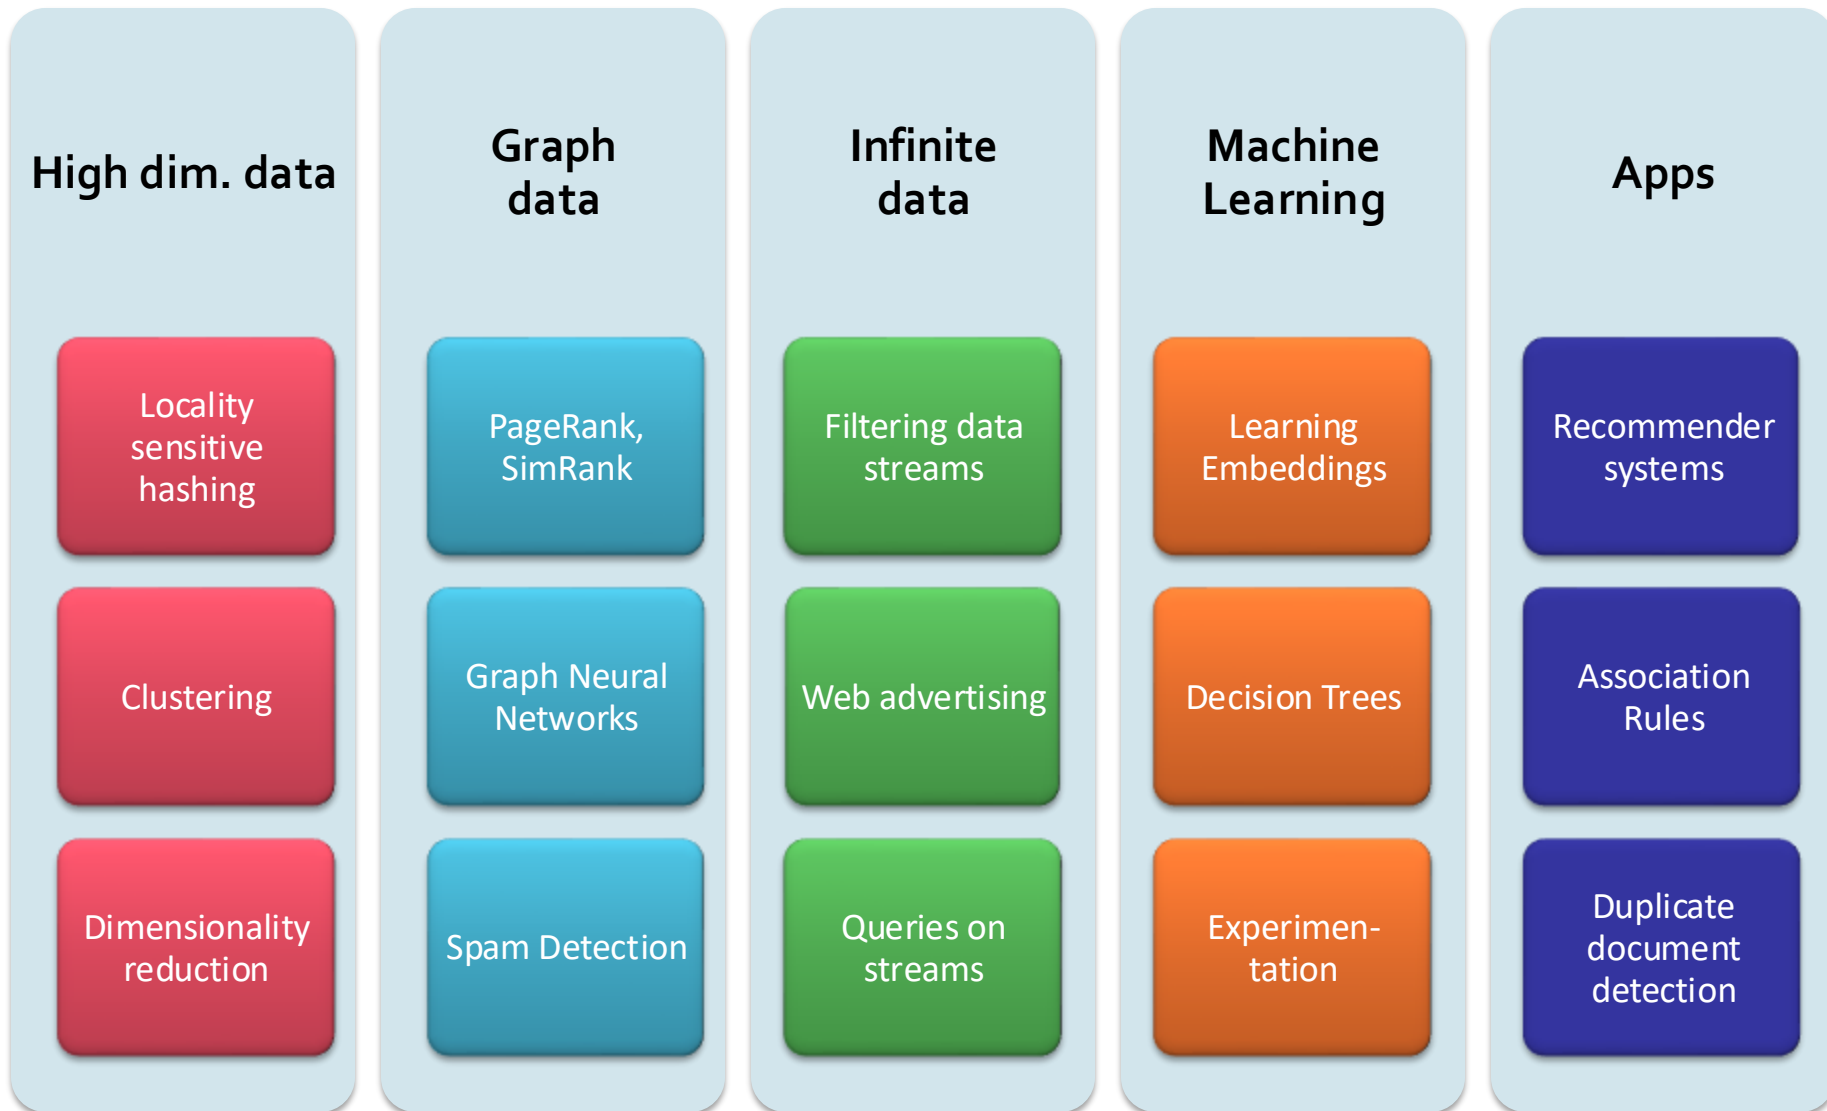 High dim. data
Graph
data
Infinite
data
Machine
Learning
Apps
Locality
sensitive
hashing
PageRank,
SimRank
Filtering data
streams
Learning
Embeddings
Recommender
systems
Clustering
Graph Neural
Networks
Web advertising
Decision Trees
Association
Rules
Dimensionality
reduction
Spam Detection
Queries on
streams
Experimen-
tation
Duplicate
document
detection